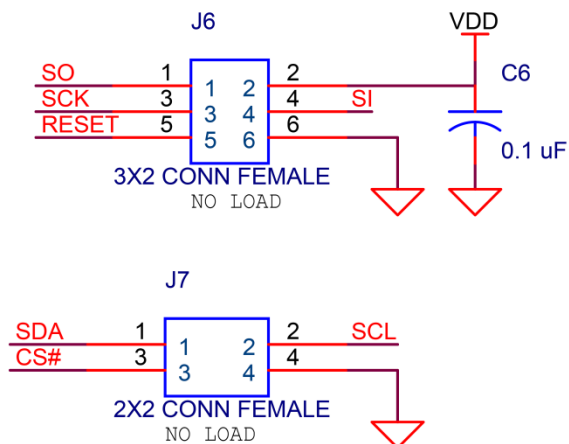 J6
VDD
SO 1 1 2 2
C6
SCK 3 3 4 4 SI
RESET 5 5 6 6
0.1 uF
3X2 CONN FEMALE
NO LOAD
J7
SDA 1 1 2 2 SCL
CS# 3 3 4 4
2X2 CONN FEMALE
NO LOAD